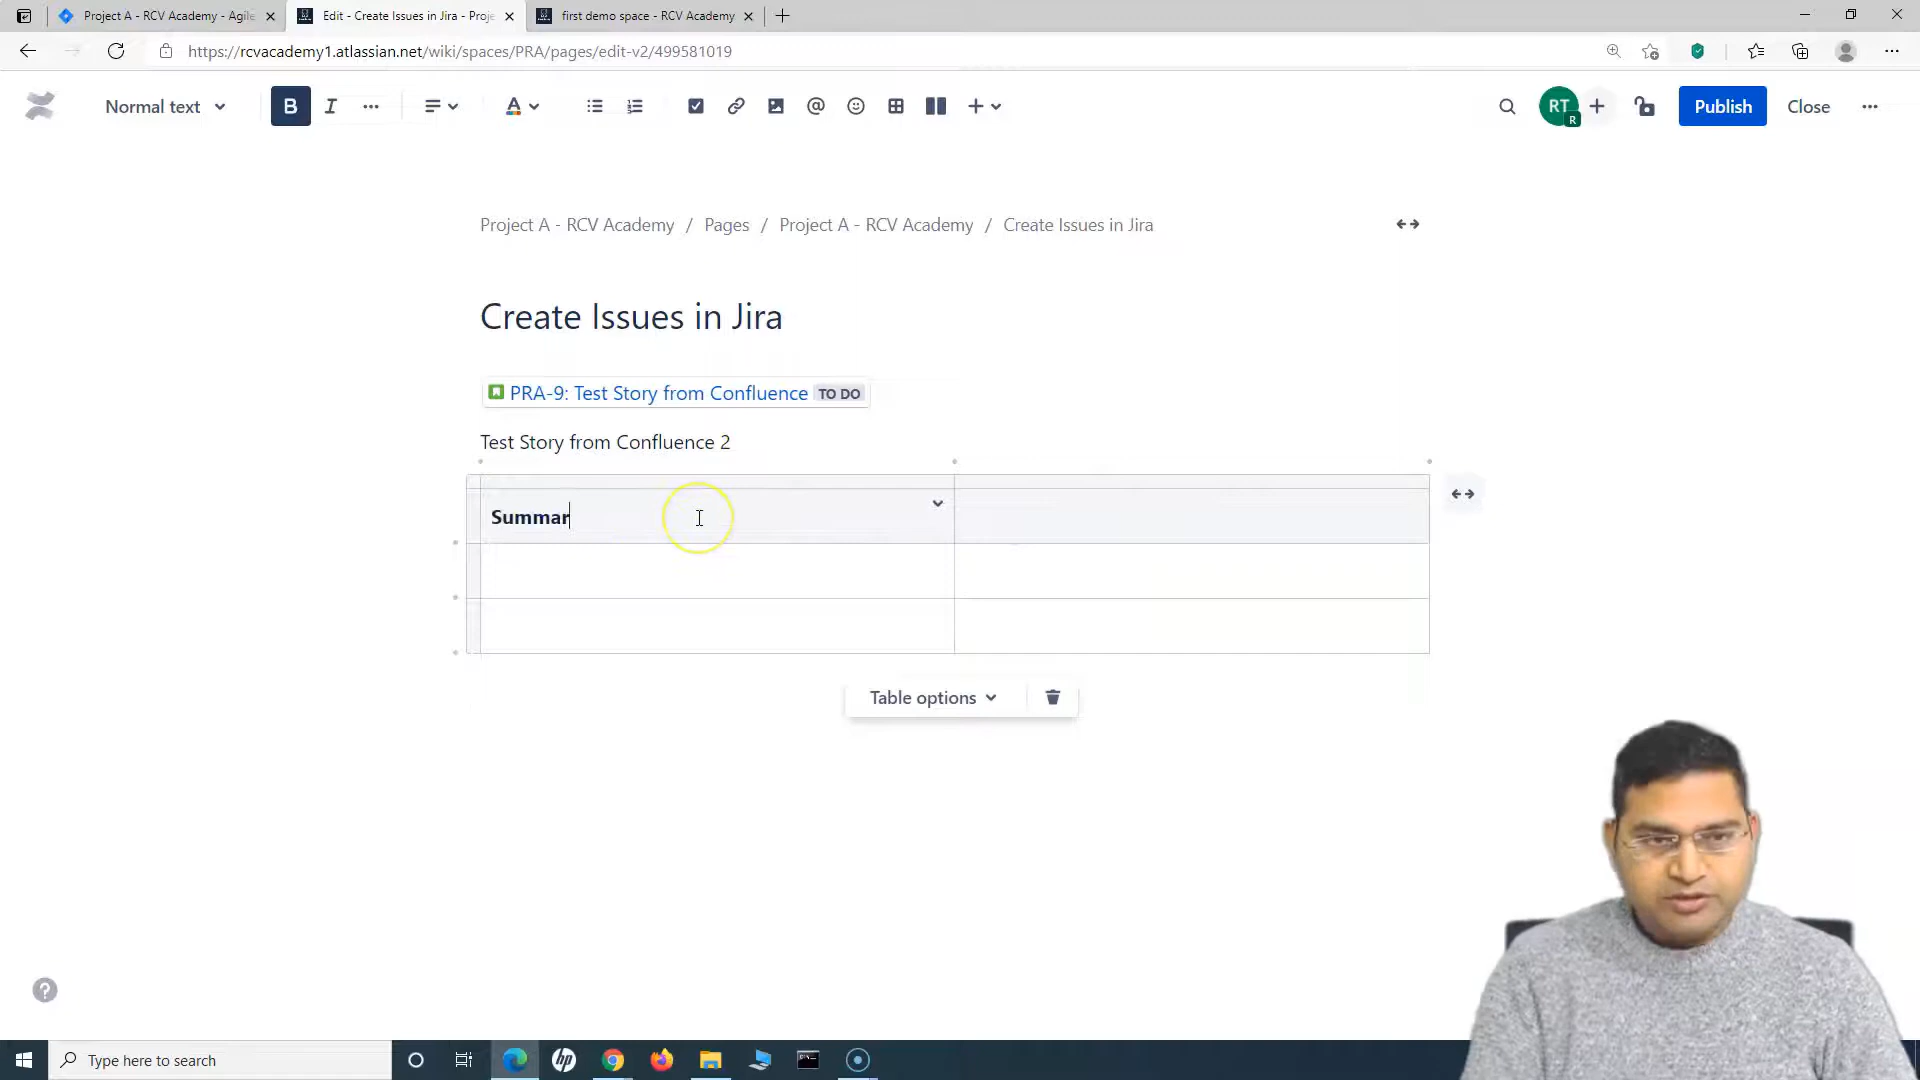 Project A - RCV Academy - Agile
Edit - Create Issues in Jira - Proje
first demo space - RCV Academy
https://rcvacademy1.atlassian.net/wiki/spaces/PRA/pages/edit-v2/499581019
Normal text
B
I
A
RT
R
Publish
Close
Project A - RCV Academy / Pages / Project A - RCV Academy / Create Issues in Jira
Create Issues in Jira
PRA-9: Test Story from Confluence TO DO
Test Story from Confluence 2
Summar
Table options
?
Type here to search
hp